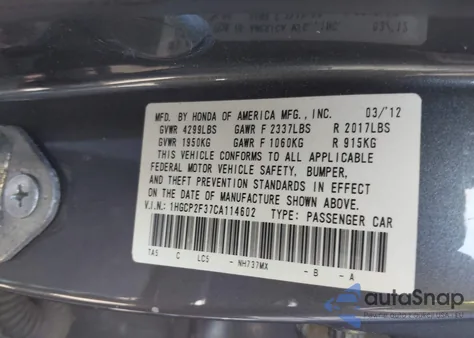 MFD. BY HONDA OF AMERICA MFG., INC. 03/'12
GVWR 4299LBS GAWR F 2337LBS R 2017LBS
GVWR 1950KG GAWR F 1060KG R 915KG
THIS VEHICLE CONFORMS TO ALL APPLICABLE
FEDERAL MOTOR VEHICLE SAFETY, BUMPER,
AND THEFT PREVENTION STANDARDS IN EFFECT
ON THE DATE OF MANUFACTURE SHOWN ABOVE.
V.I.N.: 1HGCP2F37CA114602 TYPE: PASSENGER CAR
TA5 C LC5 - NH737MX - B - A
autoSnap